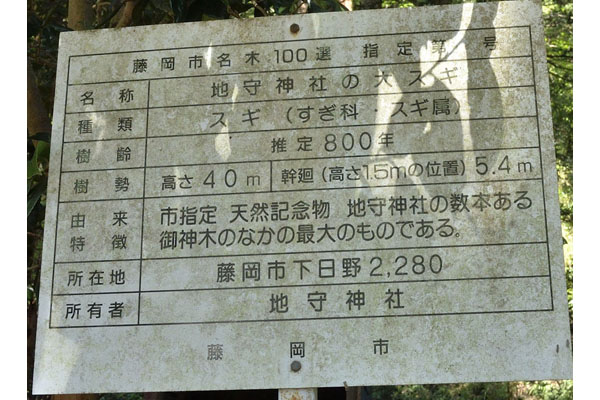 藤岡市名木100選 指定第 号
名称 地守神社の大スギ
種類 スギ(すぎ科・スギ属)
樹齢 推定800年
樹勢 高さ40m 幹廻(高さ1.5mの位置)5.4m
由来 市指定 天然記念物 地守神社の数本ある
特徴 御神木のなかの最大のものである。
所在地 藤岡市下日野2,280
所有者 地守神社
藤岡市